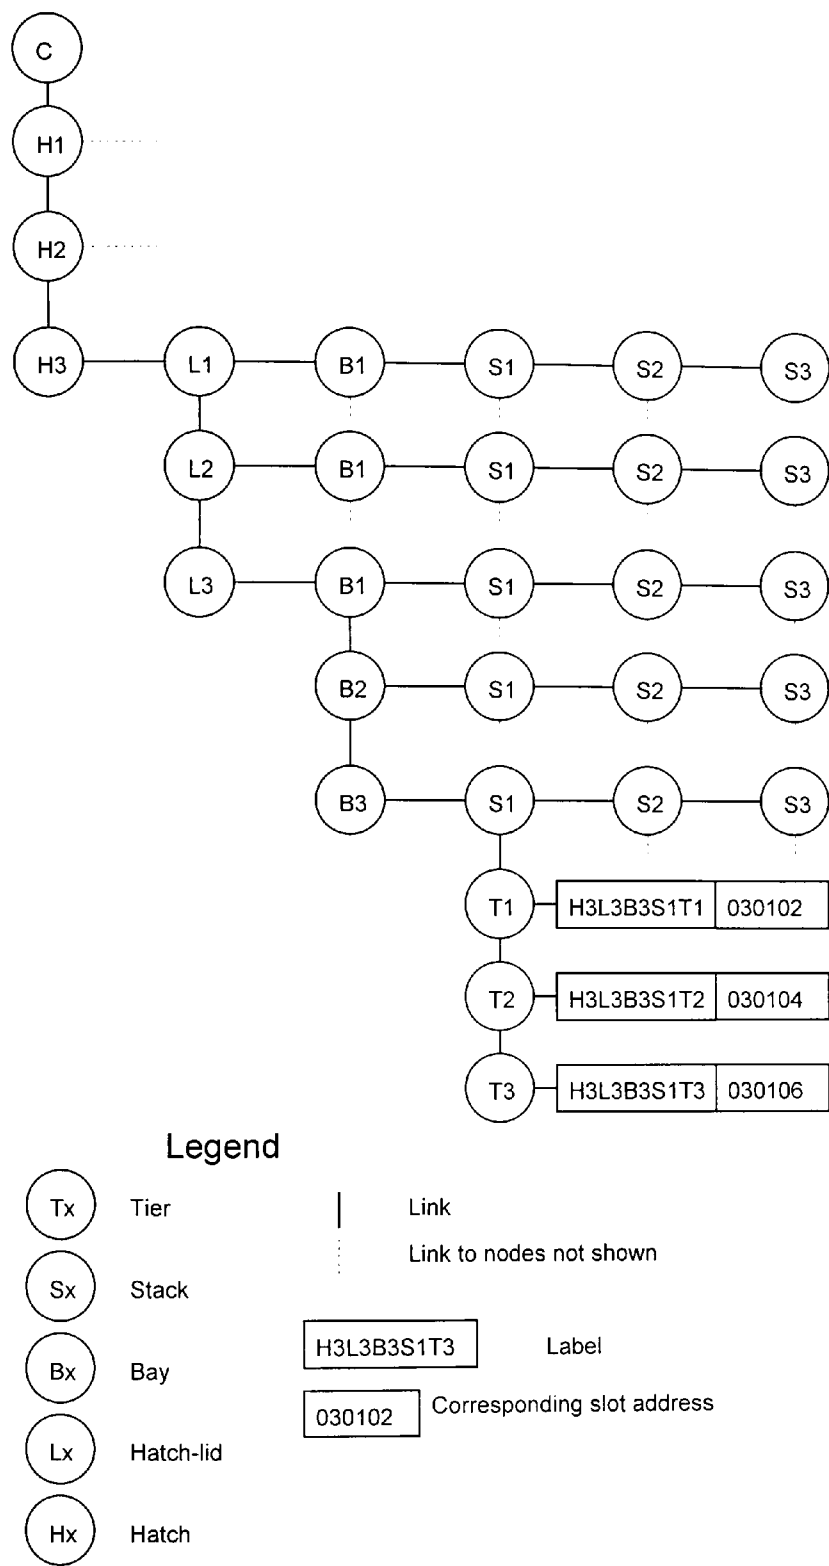 C
H1
H2
H3 L1 B1 S1 S2 S3
L2 B1 S1 S2 S3
L3 B1 S1 S2 S3
B2 S1 S2 S3
B3 S1 S2 S3
T1 H3L3B3S1T1 030102
T2 H3L3B3S1T2 030104
T3 H3L3B3S1T3 030106
Legend
Tx Tier
Link
Link to nodes not shown
Sx Stack
H3L3B3S1T3 Label
Bx Bay
030102 Corresponding slot address
Lx Hatch-lid
Hx Hatch